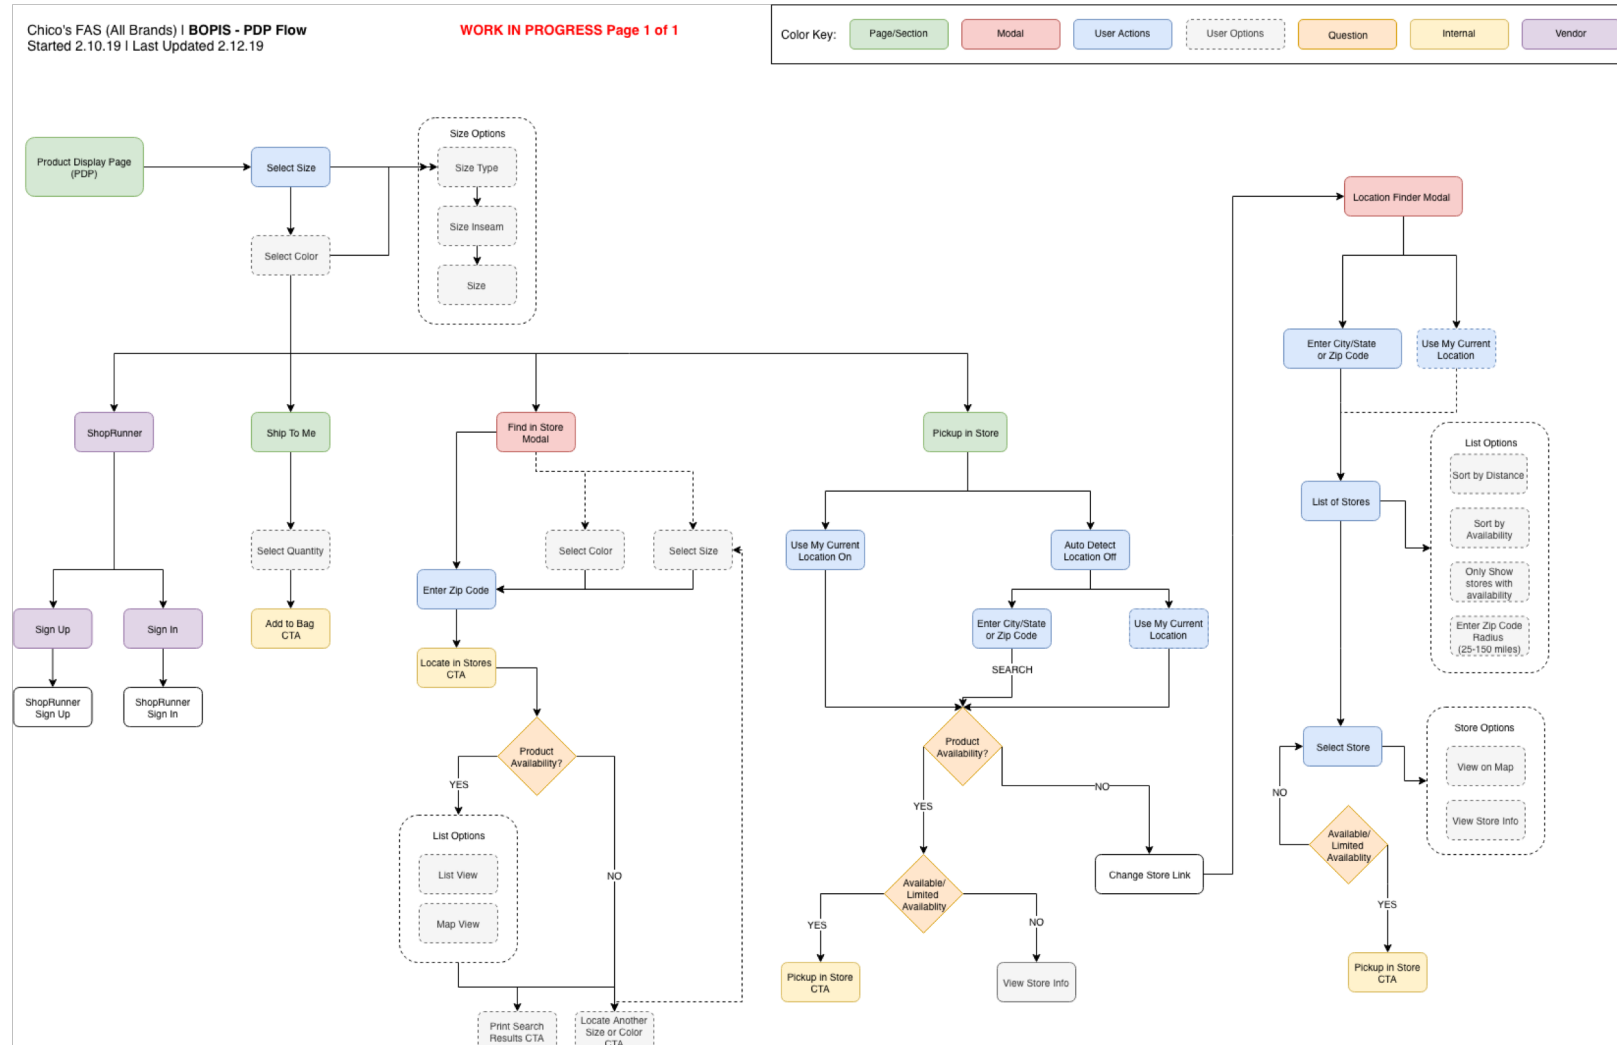 Chico's FAS (All Brands) | BOPIS - PDP Flow
Started 2.10.19 | Last Updated 2.12.19
WORK IN PROGRESS Page 1 of 1
Color Key:
Page/Section
Modal
User Actions
User Options
Question
Internal
Vendor
Product Display Page
(PDP)
Select Size
Select Color
Size Options
Size Type
Size Inseam
Size
ShopRunner
Sign Up
Sign In
ShopRunner
Sign Up
ShopRunner
Sign In
Ship To Me
Select Quantity
Add to Bag
CTA
Find in Store
Modal
Select Color
Select Size
Enter Zip Code
Locate in Stores
CTA
Product
Availability?
YES
NO
List Options
List View
Map View
Print Search
Results CTA
Locate Another
Size or Color
CTA
Pickup in Store
Use My Current
Location On
Auto Detect
Location Off
Enter City/State
or Zip Code
Use My Current
Location
SEARCH
Product
Availability?
YES
NO
Available/
Limited
Availablity
YES
NO
Pickup in Store
CTA
View Store Info
Change Store Link
Location Finder Modal
Enter City/State
or Zip Code
Use My Current
Location
List of Stores
List Options
Sort by Distance
Sort by
Availability
Only Show
stores with
availability
Enter Zip Code
Radius
(25-150 miles)
Select Store
Store Options
View on Map
View Store Info
NO
Available/
Limited
Availablity
YES
Pickup in Store
CTA